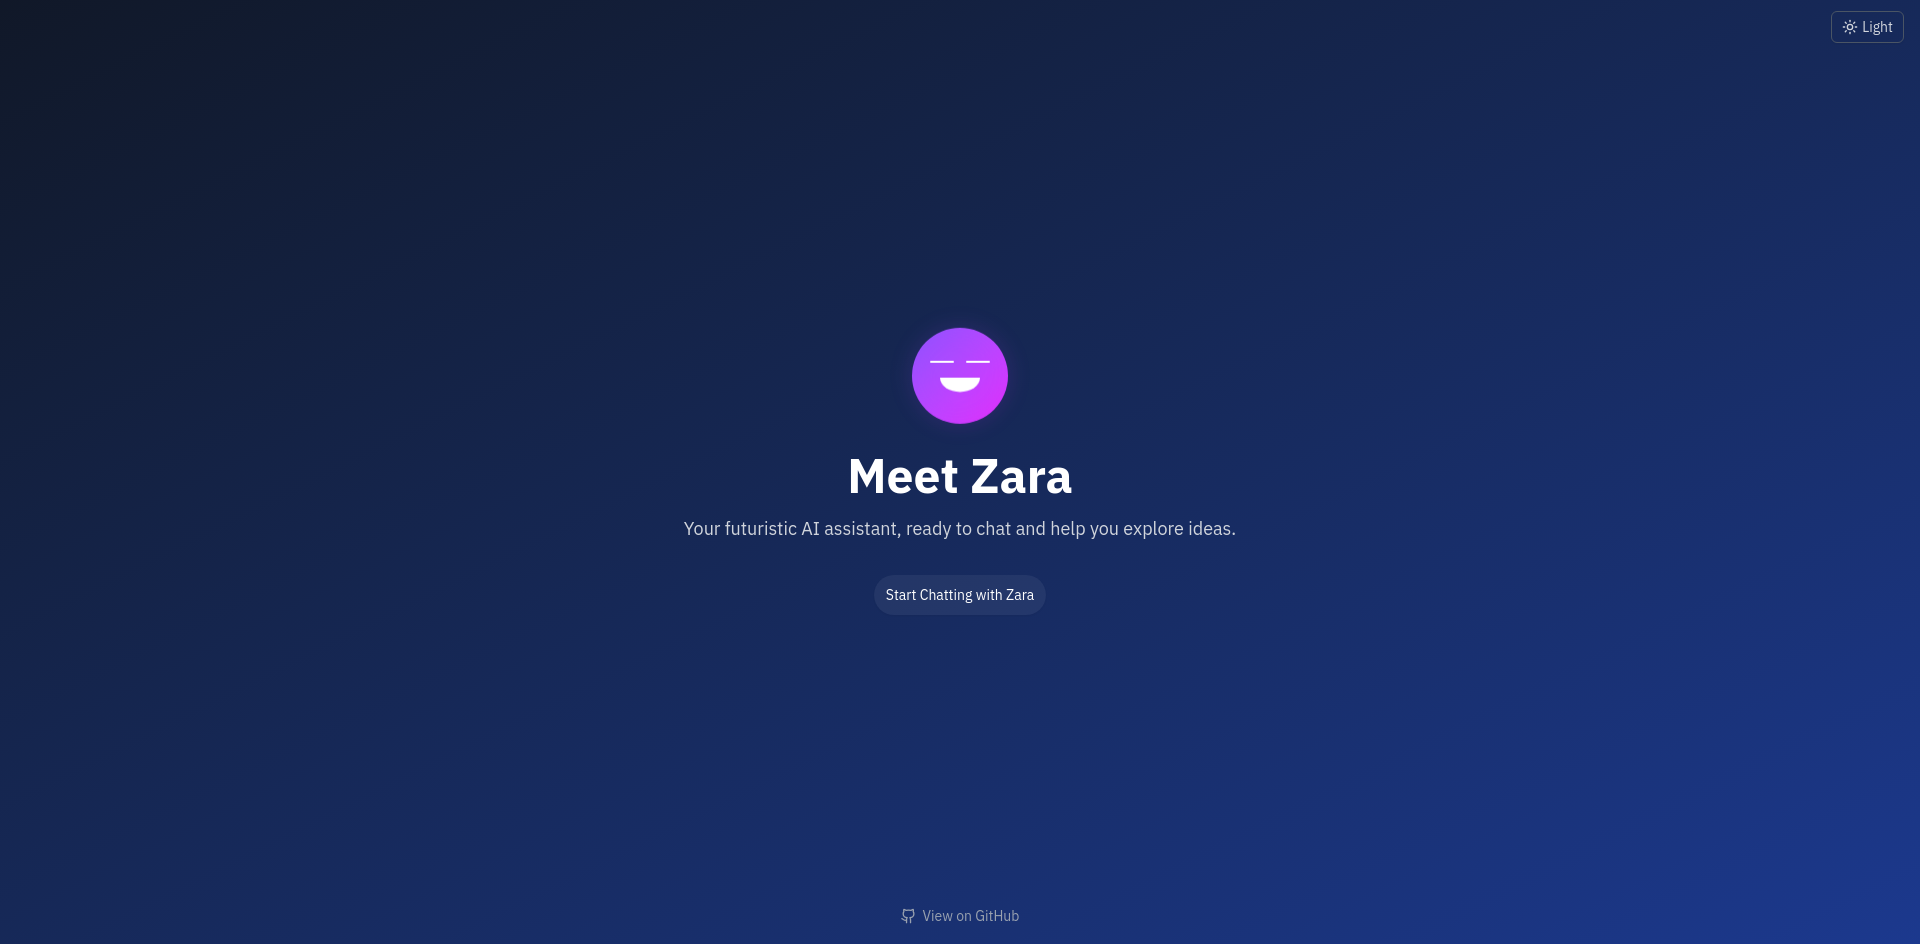 Light
Meet Zara
Your futuristic AI assistant, ready to chat and help you explore ideas.
Start Chatting with Zara
View on GitHub